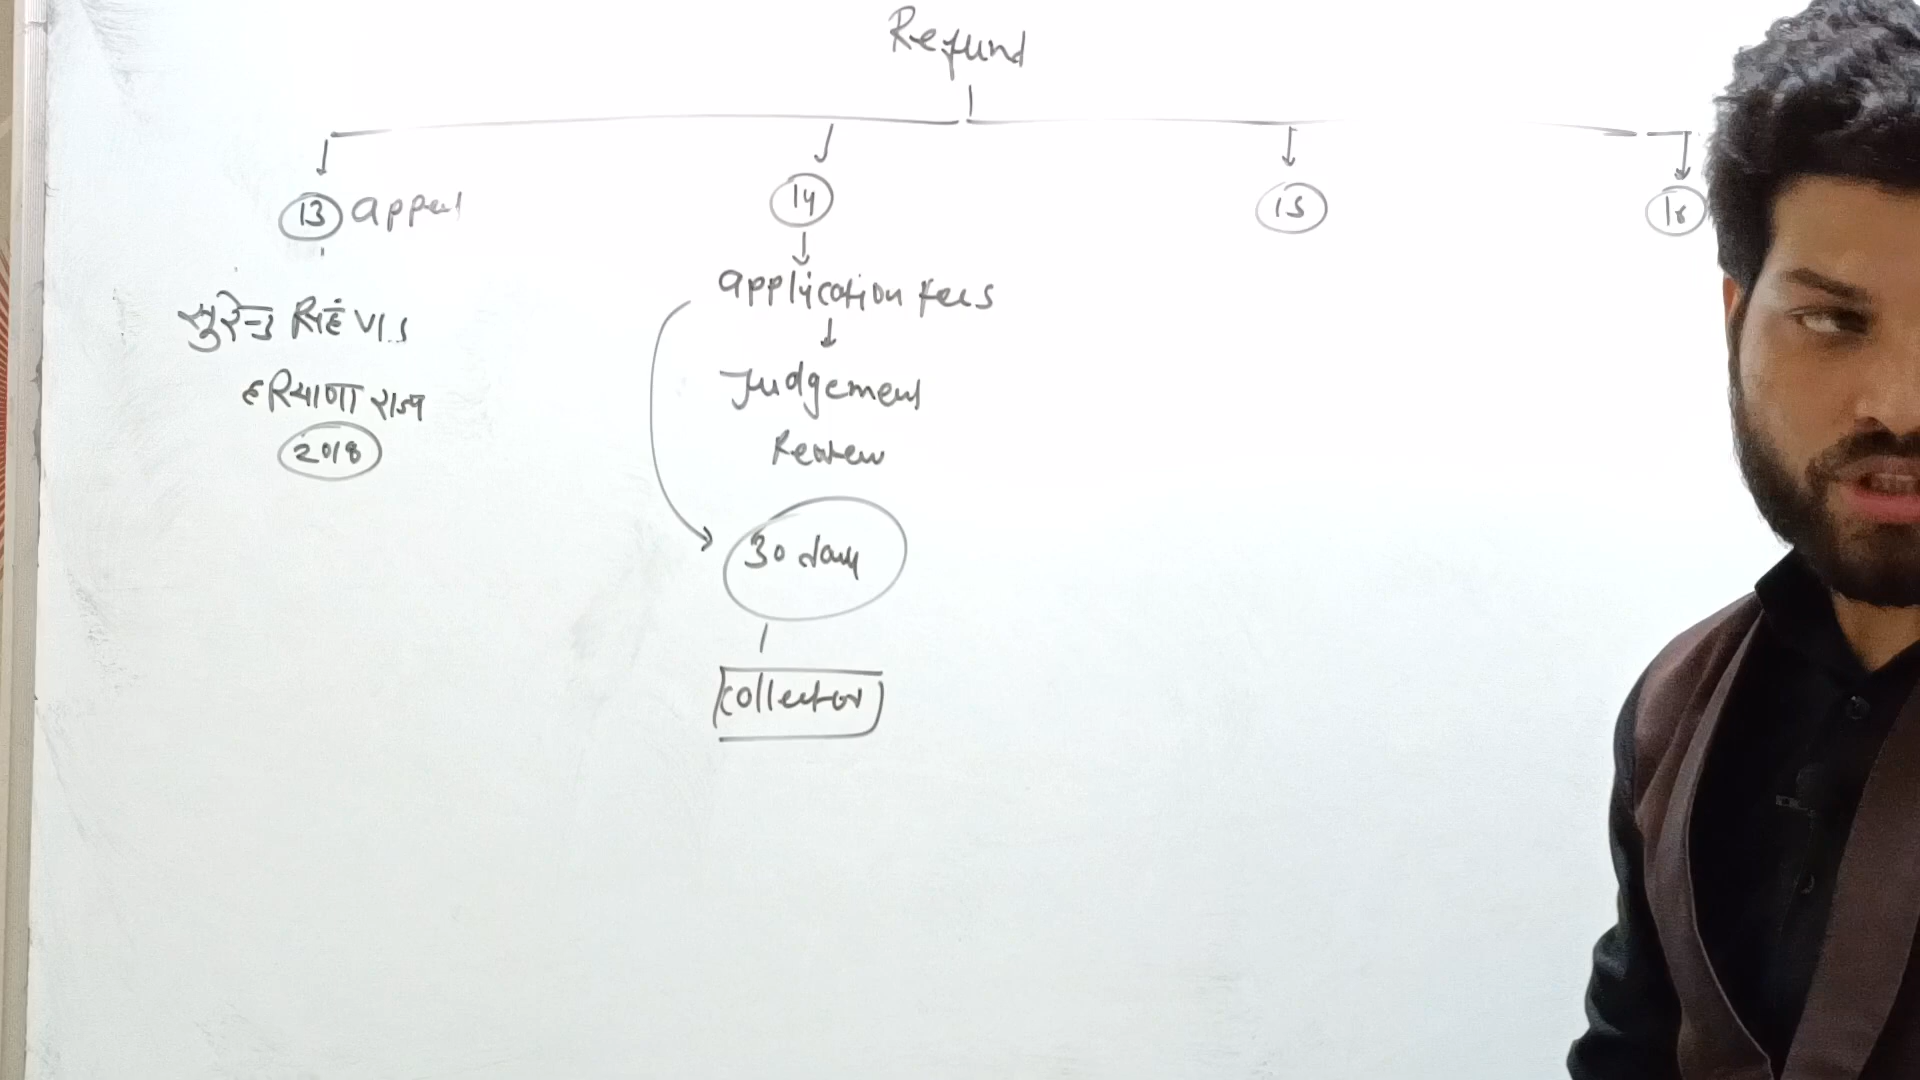 Refund
13 appeal
14
15
16
application fees
सुरेन्द्र सिंह V/S
Judgement
हरियाणा राज्य
Review
2018
30 days
collector